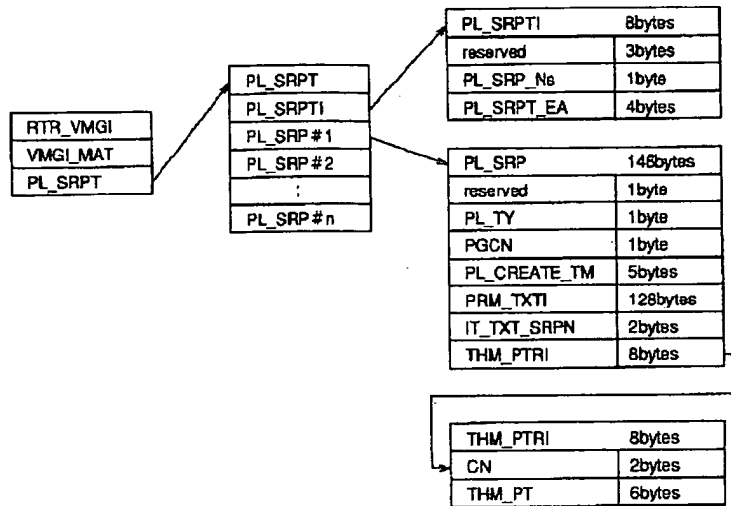 RTR_VMGI
VMGI_MAT
PL_SRPT
PL_SRPT
PL_SRPTI
PL_SRP#1
PL_SRP#2
:
PL_SRP#n
PL_SRPTI 8bytes
reserved 3bytes
PL_SRP_Ns 1byte
PL_SRPT_EA 4bytes
PL_SRP 146bytes
reserved 1byte
PL_TY 1byte
PGCN 1byte
PL_CREATE_TM 5bytes
PRM_TXTI 128bytes
IT_TXT_SRPN 2bytes
THM_PTRI 8bytes
THM_PTRI 8bytes
CN 2bytes
THM_PT 6bytes